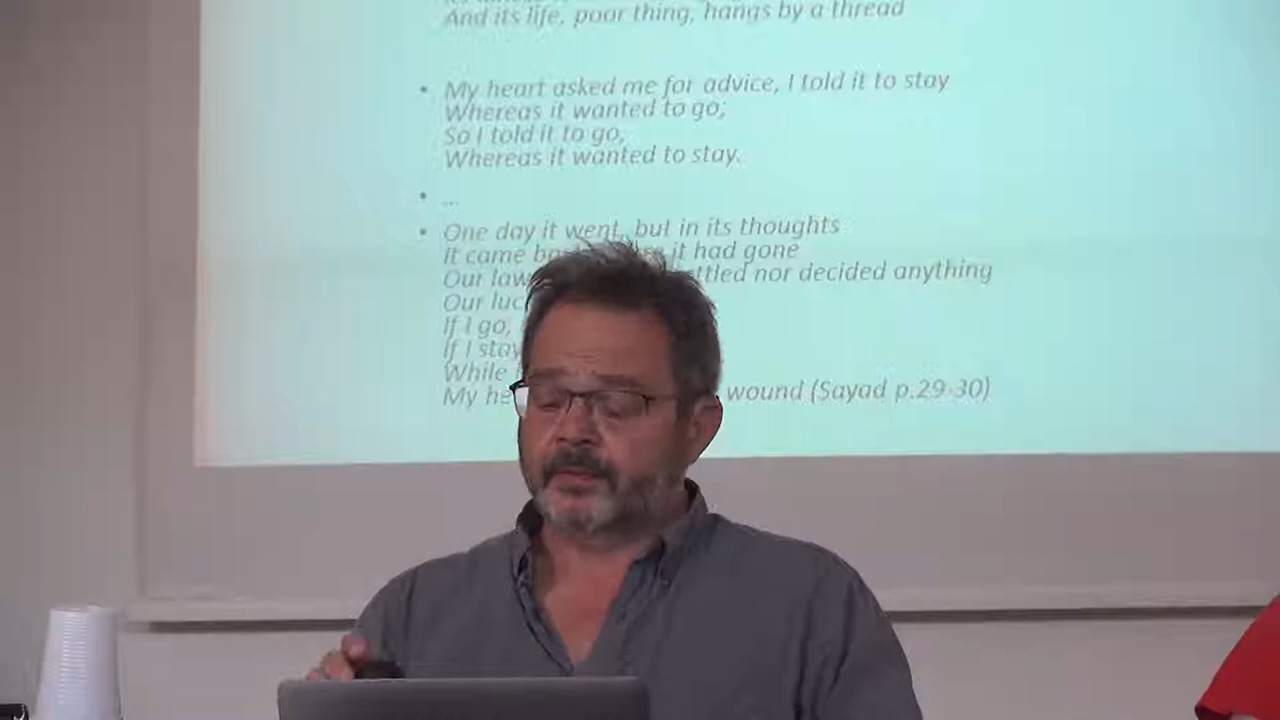 And its life, poor thing, hangs by a thread
• My heart asked me for advice, I told it to stay
Whereas it wanted to go;
So I told it to go,
Whereas it wanted to stay.
• ...
• One day it went, but in its thoughts
It came it had gone
Our nor decided anything
Our
If I go,
If I stay
While
My wound (Sayad p.29-30)